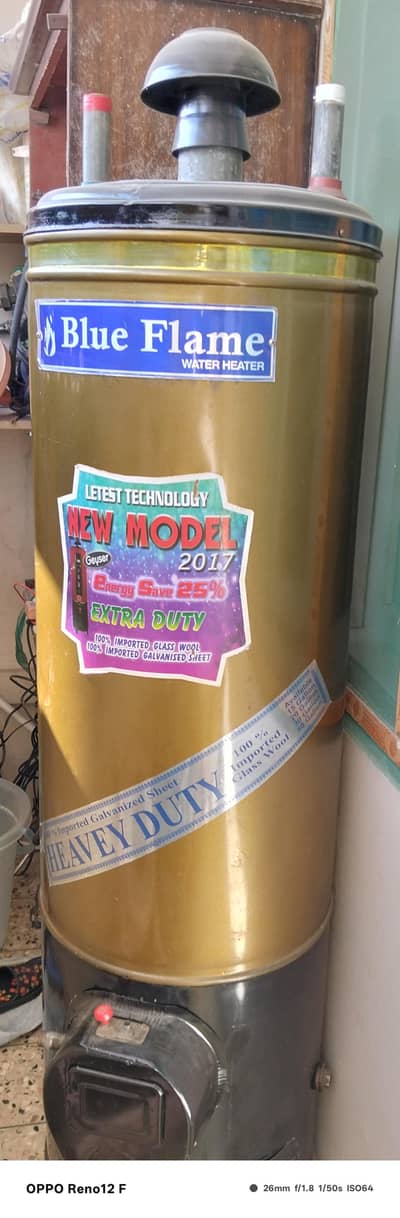 Blue Flame
WATER HEATER
LETEST TECHNOLOGY
NEW MODEL
2017
Geyser
Energy Save 25%
EXTRA DUTY
100% IMPORTED GLASS WOOL
100% IMPORTED GALVANISED SHEET
Imported Galvanized Sheet
HEAVEY DUTY
100 %
Imported
Glass Wool
Available
OPPO Reno12 F
26mm f/1.8 1/50s ISO64